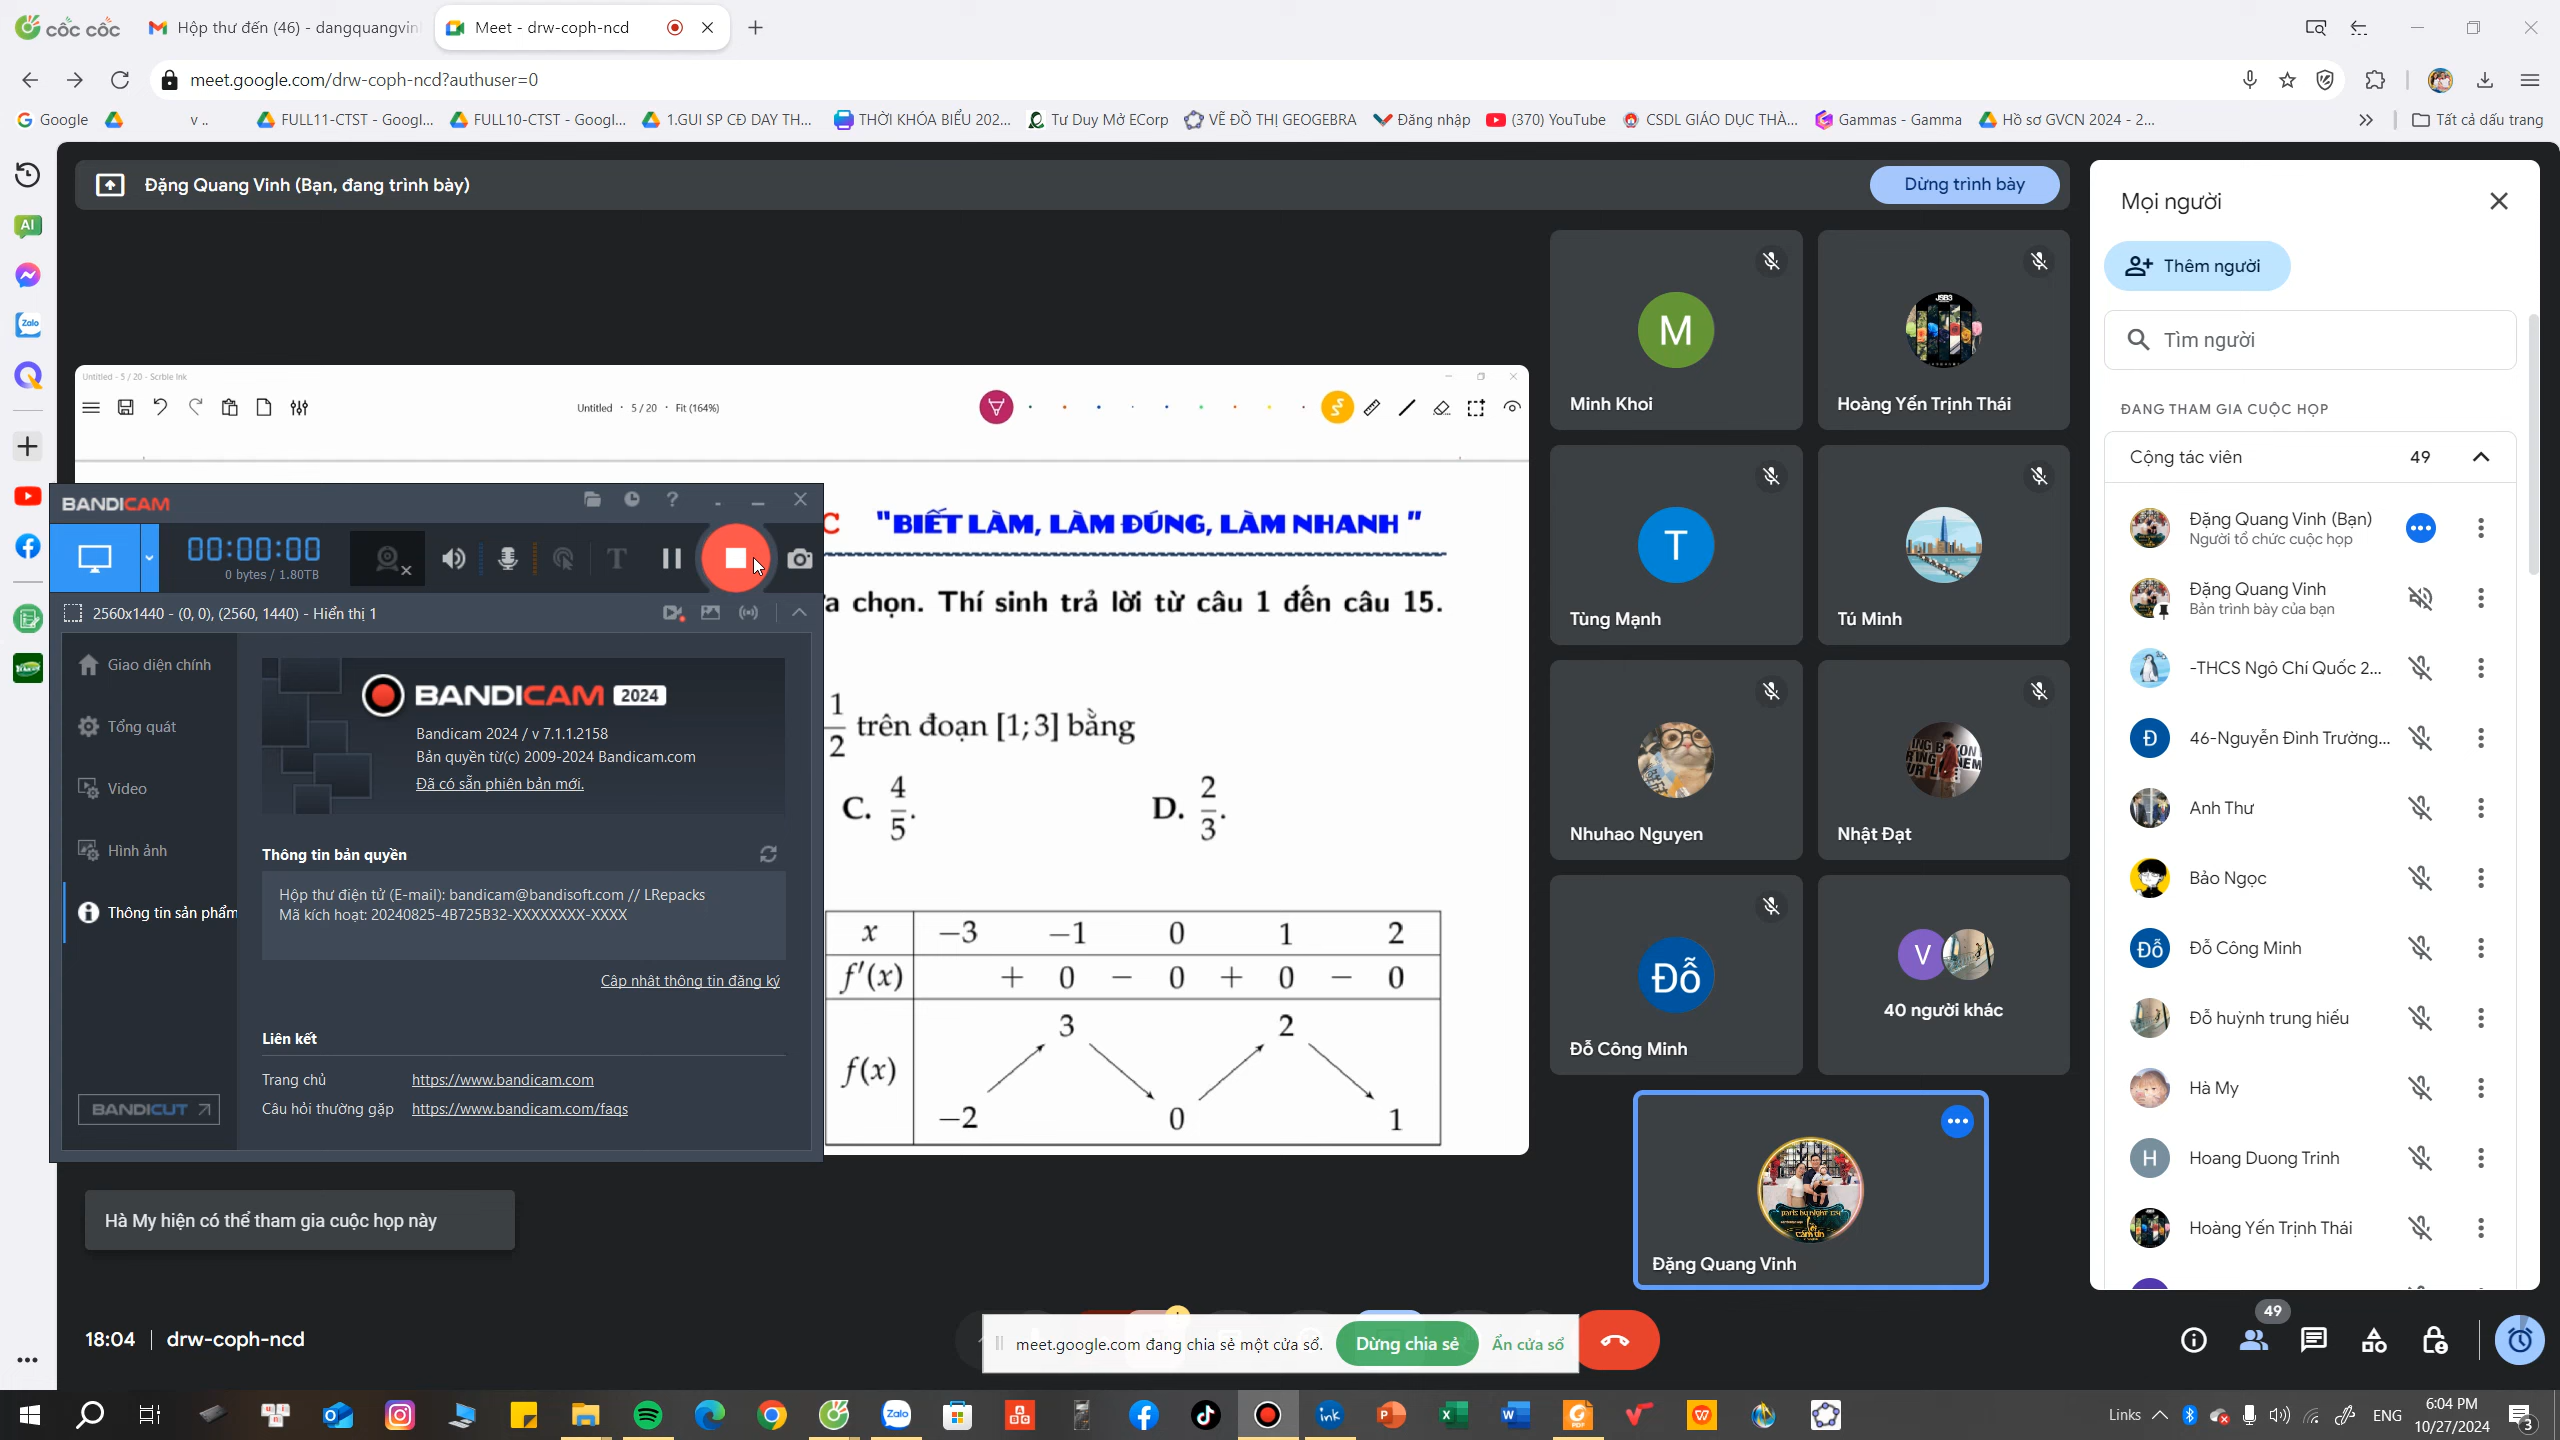 cốc cốc
Hộp thư đến (46) - dangquangvin
Meet - drw-coph-ncd
meet.google.com/drw-coph-ncd?authuser=0
Google
v ..
FULL11-CTST - Googl...
FULL10-CTST - Googl...
1.GUI SP CĐ DAY TH...
THỜI KHÓA BIỂU 202...
Tư Duy Mở ECorp
VẼ ĐỒ THỊ GEOGEBRA
Đăng nhập
(370) YouTube
CSDL GIÁO DỤC THÀ...
Gammas - Gamma
Hồ sơ GVCN 2024 - 2...
Tất cả dấu trang
Đặng Quang Vinh (Bạn, đang trình bày)
Dừng trình bày
Untitled - 5 / 20 - Scrble Ink
Untitled · 5 / 20 · Fit (164%)
C "BIẾT LÀM, LÀM ĐÚNG, LÀM NHANH "
a chọn. Thí sinh trả lời từ câu 1 đến câu 15.
1/2 trên đoạn [1; 3] bằng
C. 4/5. D. 2/3.
x −3 −1 0 1 2
f′(x) + 0 − 0 + 0 − 0
3 2
f(x)
−2 0 1
BANDICAM
00:00:00
0 bytes / 1.80TB
2560x1440 - (0, 0), (2560, 1440) - Hiển thị 1
Giao diện chính
Tổng quát
Video
Hình ảnh
Thông tin sản phẩm
BANDICUT
BANDICAM 2024
Bandicam 2024 / v 7.1.1.2158
Bản quyền từ(c) 2009-2024 Bandicam.com
Đã có sẵn phiên bản mới.
Thông tin bản quyền
Hộp thư điện tử (E-mail): bandicam@bandisoft.com // LRepacks
Mã kích hoạt: 20240825-4B725B32-XXXXXXXX-XXXX
Cập nhật thông tin đăng ký
Liên kết
Trang chủ https://www.bandicam.com
Câu hỏi thường gặp https://www.bandicam.com/faqs
Hà My hiện có thể tham gia cuộc họp này
M
Minh Khoi
Hoàng Yến Trịnh Thái
T
Tùng Mạnh
Tú Minh
Nhuhao Nguyen
Nhật Đạt
Đỗ
Đỗ Công Minh
V
40 người khác
Đặng Quang Vinh
Mọi người
Thêm người
Tìm người
ĐANG THAM GIA CUỘC HỌP
Cộng tác viên 49
Đặng Quang Vinh (Bạn)
Người tổ chức cuộc họp
Đặng Quang Vinh
Bản trình bày của bạn
-THCS Ngô Chí Quốc 2...
Đ
46-Nguyễn Đình Trường...
Anh Thư
Bảo Ngọc
Đỗ
Đỗ Công Minh
Đỗ huỳnh trung hiếu
Hà My
H
Hoang Duong Trinh
Hoàng Yến Trịnh Thái
18:04 | drw-coph-ncd
meet.google.com đang chia sẻ một cửa sổ.
Dừng chia sẻ
Ẩn cửa sổ
49
Links
ENG
6:04 PM
10/27/2024
3
AI
Zalo
Zalo
ink